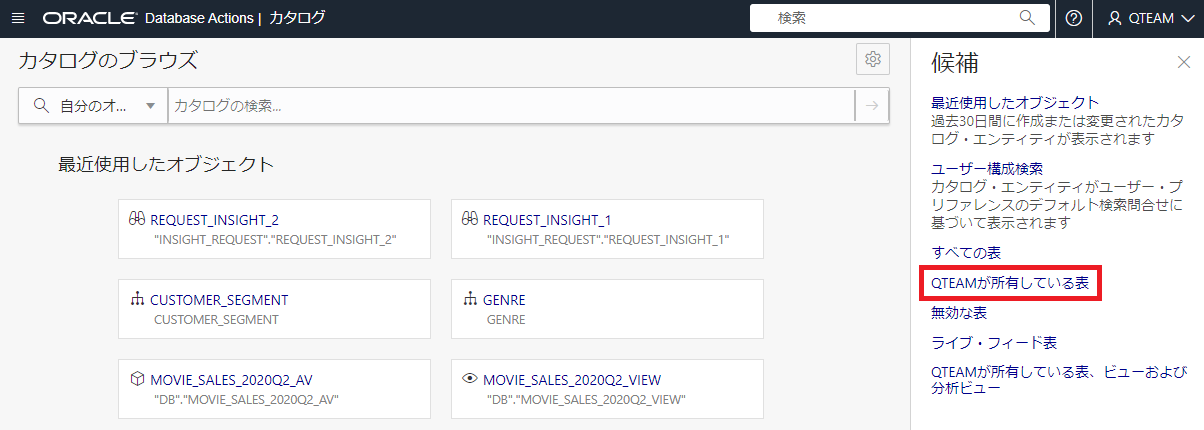 ORACLE Database Actions | カタログ
検索
QTEAM
カタログのブラウズ
自分のオ...
カタログの検索...
最近使用したオブジェクト
REQUEST_INSIGHT_2
"INSIGHT_REQUEST"."REQUEST_INSIGHT_2"
REQUEST_INSIGHT_1
"INSIGHT_REQUEST"."REQUEST_INSIGHT_1"
CUSTOMER_SEGMENT
CUSTOMER_SEGMENT
GENRE
GENRE
MOVIE_SALES_2020Q2_AV
"DB"."MOVIE_SALES_2020Q2_AV"
MOVIE_SALES_2020Q2_VIEW
"DB"."MOVIE_SALES_2020Q2_VIEW"
候補
最近使用したオブジェクト
過去30日間に作成または変更されたカタ
ログ・エンティティが表示されます
ユーザー構成検索
カタログ・エンティティがユーザー・プ
リファレンスのデフォルト検索問合せに
基づいて表示されます
すべての表
QTEAMが所有している表
無効な表
ライブ・フィード表
QTEAMが所有している表、ビューおよび
分析ビュー